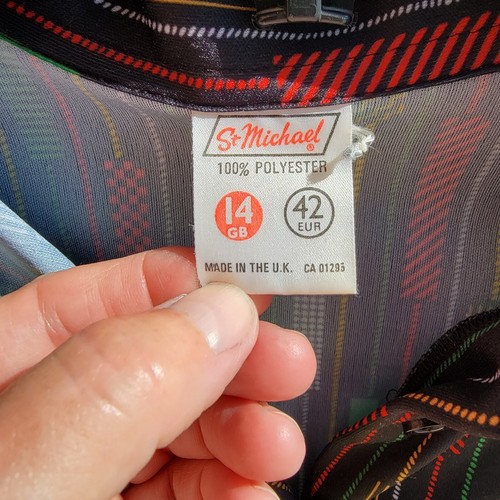 St Michael ®
100% POLYESTER
14 GB
42 EUR
MADE IN THE U.K. CA 01295